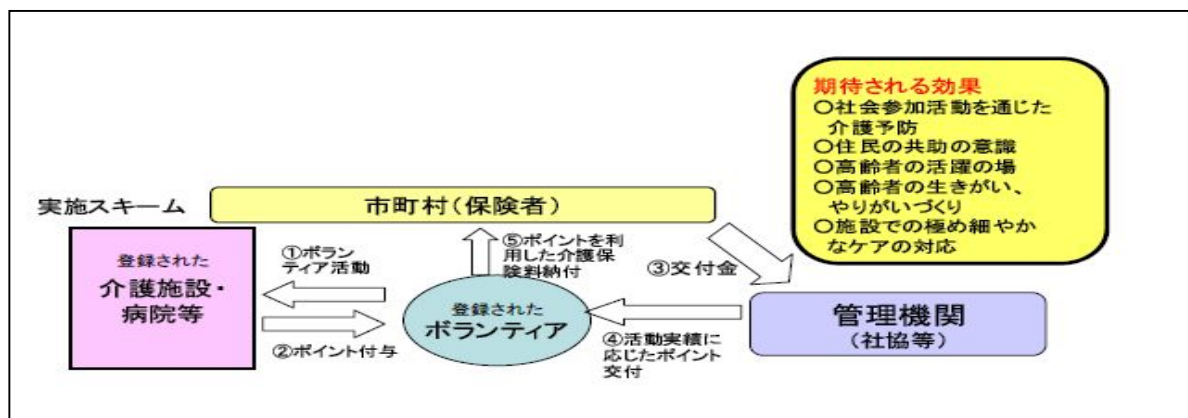 期待される効果
○社会参加活動を通じた
介護予防
○住民の共助の意識
○高齢者の活躍の場
○高齢者の生きがい、
やりがいづくり
○施設での極め細やか
なケアの対応
実施スキーム
市町村(保険者)
登録された
介護施設・
病院等
①ボラン
ティア活動
②ポイント付与
⑤ポイントを利
用した介護保
険料納付
登録された
ボランティア
③交付金
④活動実績に
応じたポイント
交付
管理機関
(社協等)